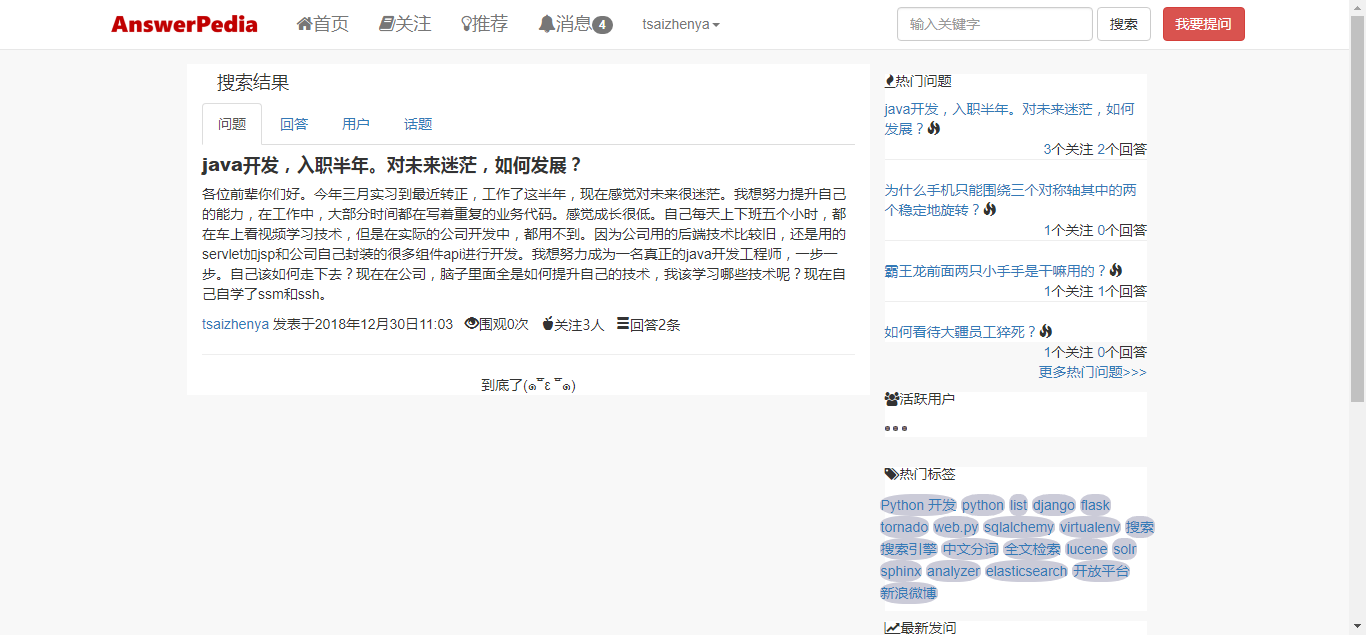 AnswerPedia 首页 关注 推荐 消息 4 tsaizhenya 输入关键字 搜索 我要提问
搜索结果
问题 回答 用户 话题
java开发，入职半年。对未来迷茫，如何发展？
各位前辈你们好。今年三月实习到最近转正，工作了这半年，现在感觉对未来很迷茫。我想努力提升自己
的能力，在工作中，大部分时间都在写着重复的业务代码。感觉成长很低。自己每天上下班五个小时，都
在车上看视频学习技术，但是在实际的公司开发中，都用不到。因为公司用的后端技术比较旧，还是用的
servlet加jsp和公司自己封装的很多组件api进行开发。我想努力成为一名真正的java开发工程师，一步一
步。自己该如何走下去？现在在公司，脑子里面全是如何提升自己的技术，我该学习哪些技术呢？现在自
己自学了ssm和ssh。
tsaizhenya 发表于2018年12月30日11:03 围观0次 关注3人 回答2条
到底了(๑‾᷅ε‾᷅๑)
热门问题
java开发，入职半年。对未来迷茫，如何
发展？
3个关注 2个回答
为什么手机只能围绕三个对称轴其中的两
个稳定地旋转？
1个关注 0个回答
霸王龙前面两只小手手是干嘛用的？
1个关注 1个回答
如何看待大疆员工猝死？
1个关注 0个回答
更多热门问题>>>
活跃用户
热门标签
Python 开发 python list django flask
tornado web.py sqlalchemy virtualenv 搜索
搜索引擎 中文分词 全文检索 lucene solr
sphinx analyzer elasticsearch 开放平台
新浪微博
最新发问